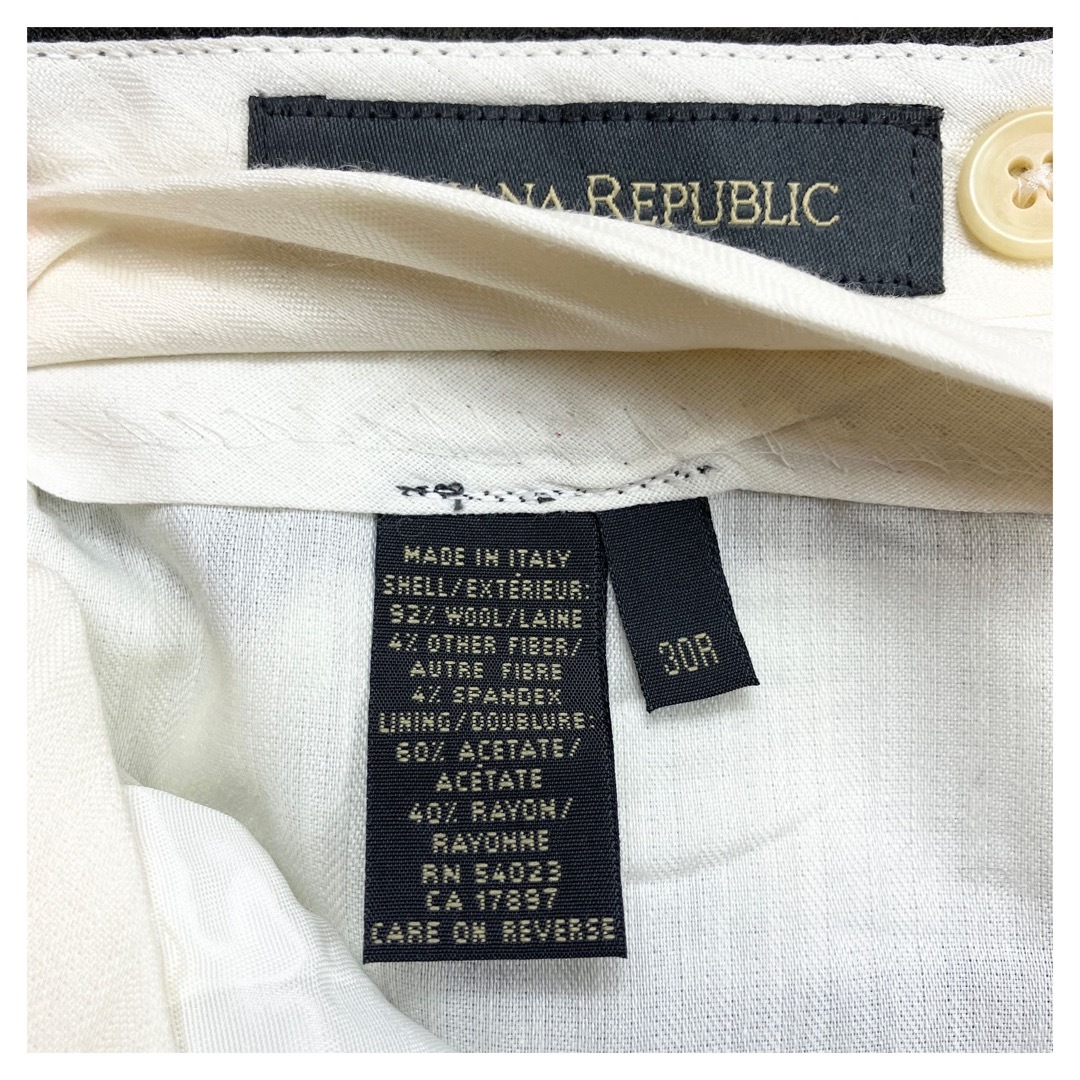 ANA REPUBLIC
MADE IN ITALY
SHELL/EXTÉRIEUR:
92% WOOL/LAINE
4% OTHER FIBER/
AUTRE FIBRE
4% SPANDEX
LINING/DOUBLURE:
60% ACETATE/
ACÉTATE
40% RAYON/
RAYONNE
RN 54023
CA 17897
CARE ON REVERSE
30R